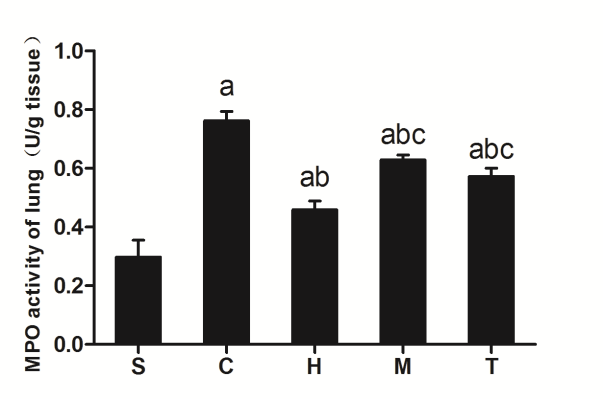 MPO activity of lung（U/g tissue）
1.0
0.8
0.6
0.4
0.2
0.0
a
ab
abc
abc
S C H M T